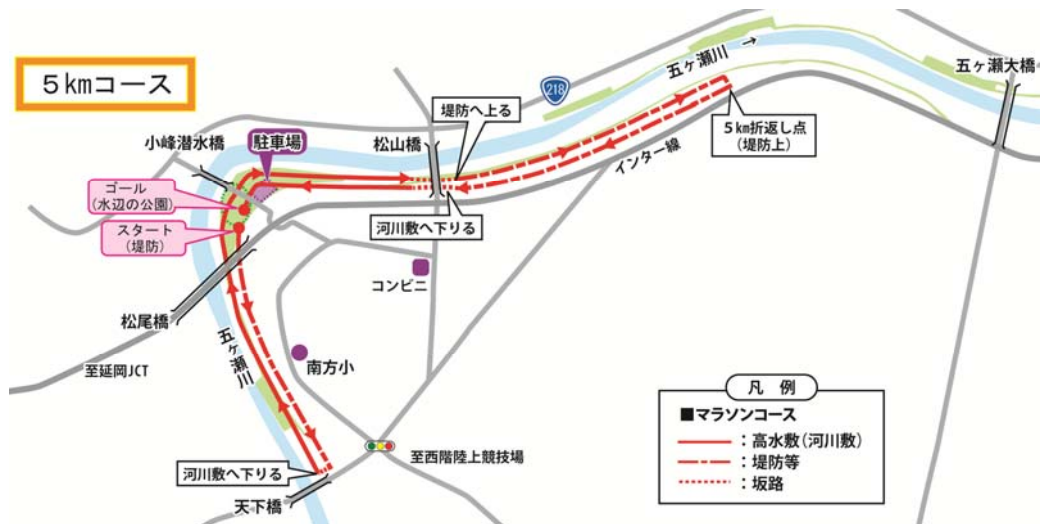 5kmコース
五ヶ瀬川 →
五ヶ瀬大橋
218
堤防へ上る
小峰潜水橋
駐車場
松山橋
5km折返し点
(堤防上)
インター線
ゴール
(水辺の公園)
スタート
(堤防)
河川敷へ下りる
コンビニ
松尾橋
五ヶ瀬川
至延岡JCT
南方小
河川敷へ下りる
天下橋
至西階陸上競技場
凡 例
■マラソンコース
:高水敷(河川敷)
:堤防等
:坂路